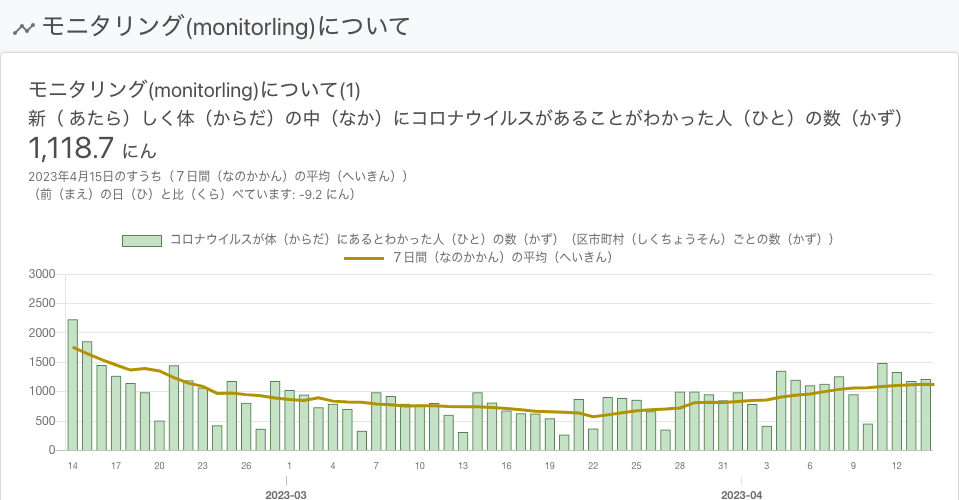 モニタリング(monitorling)について
モニタリング(monitorling)について(1)
新（ あたら）しく体（からだ）の中（なか）にコロナウイルスがあることがわかった人（ひと）の数（かず）
1,118.7 にん
2023年4月15日のすうち（７日間（なのかかん）の平均（へいきん））
（前（まえ）の日（ひ）と比（くら）べています: -9.2 にん）
コロナウイルスが体（からだ）にあるとわかった人（ひと）の数（かず）（区市町村（しくちょうそん）ごとの数（かず））
７日間（なのかかん）の平均（へいきん）
3000
2500
2000
1500
1000
500
0
14 17 20 23 26 1 4 7 10 13 16 19 22 25 28 31 3 6 9 12
2023-03 2023-04